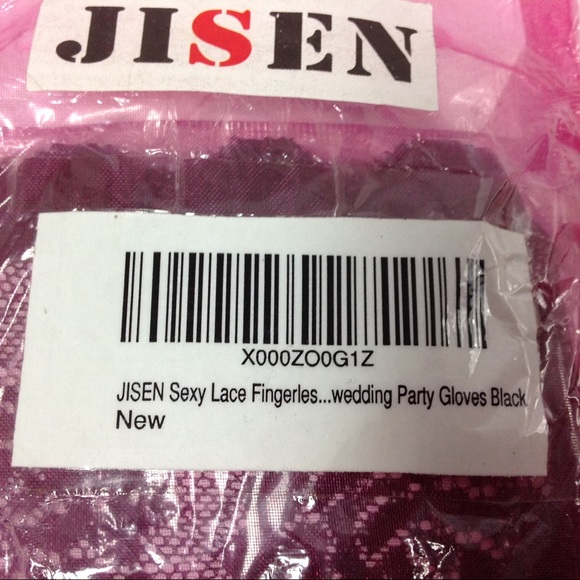 JISEN
X000ZO0G1Z
JISEN Sexy Lace Fingerles...wedding Party Gloves Black
New